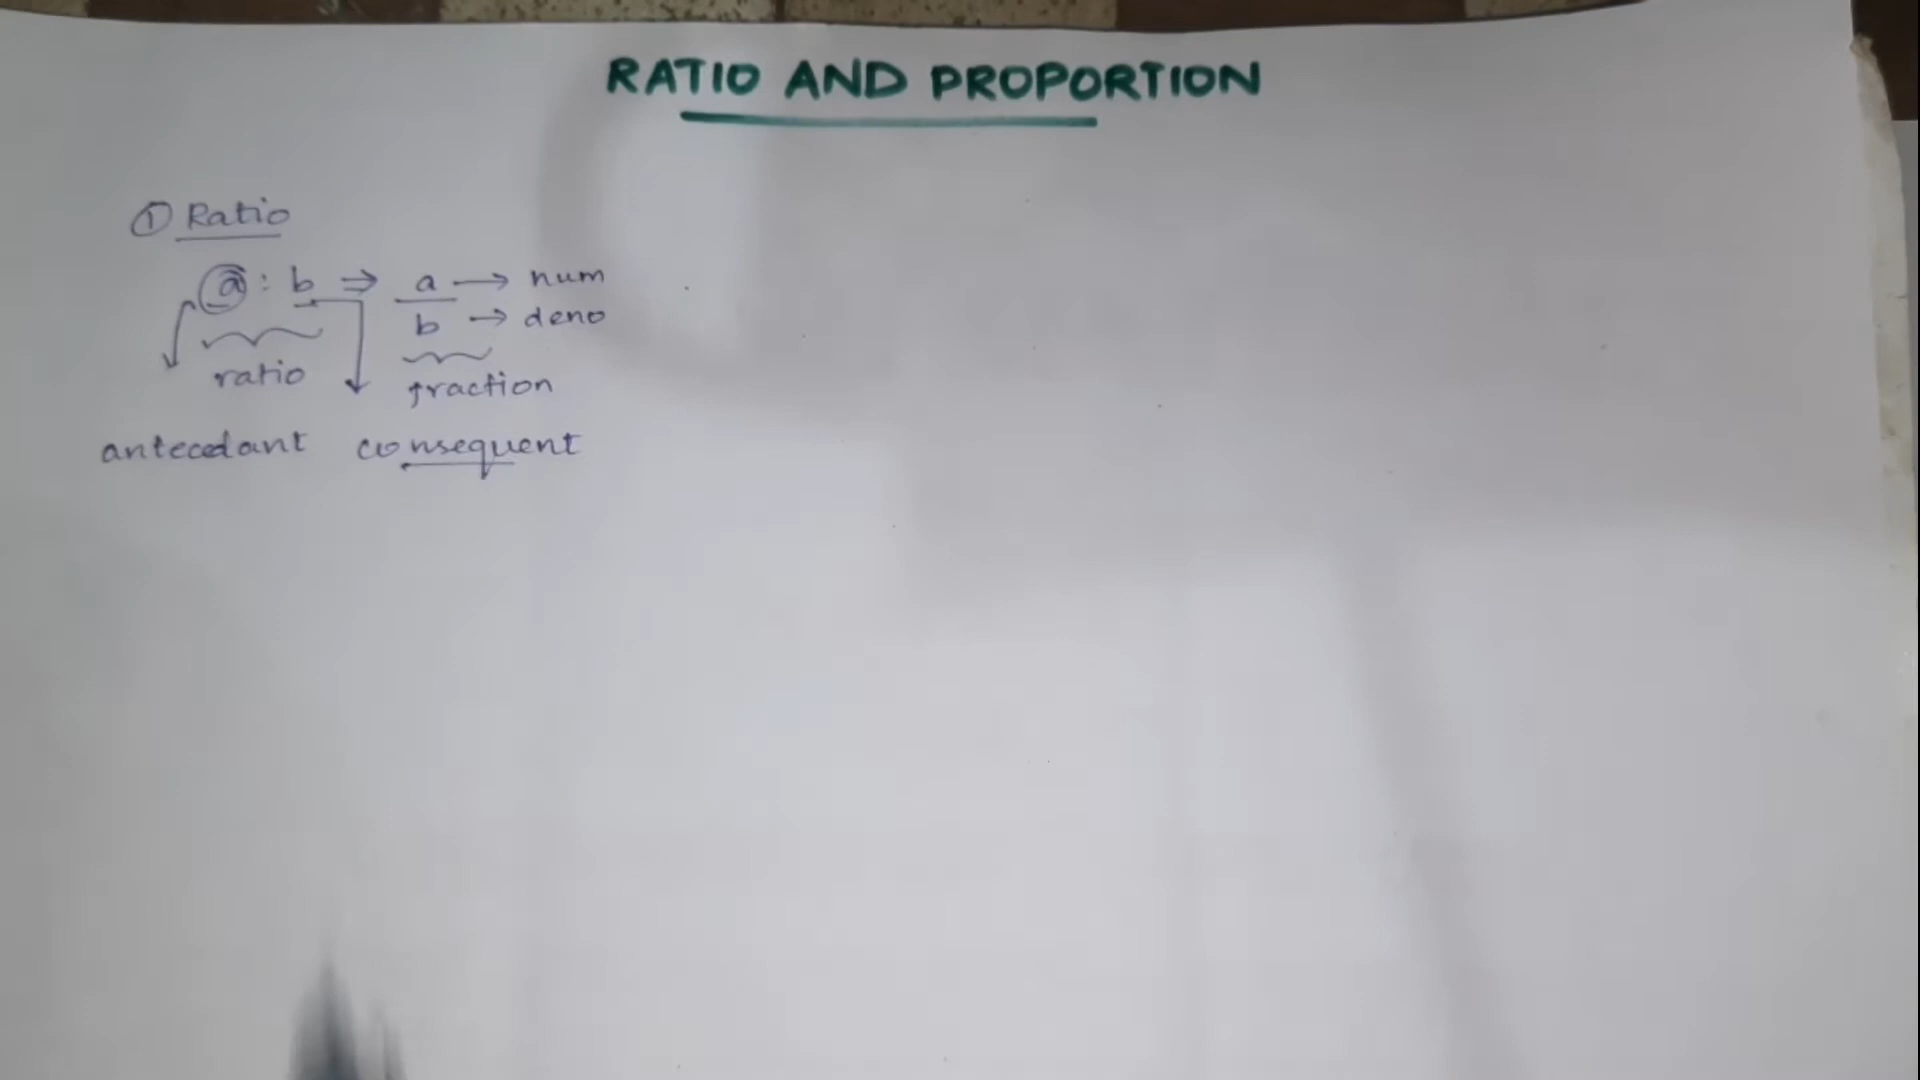 RATIO AND PROPORTION
① Ratio
a : b ⇒ a → num
b → deno
ratio fraction
antecedant consequent